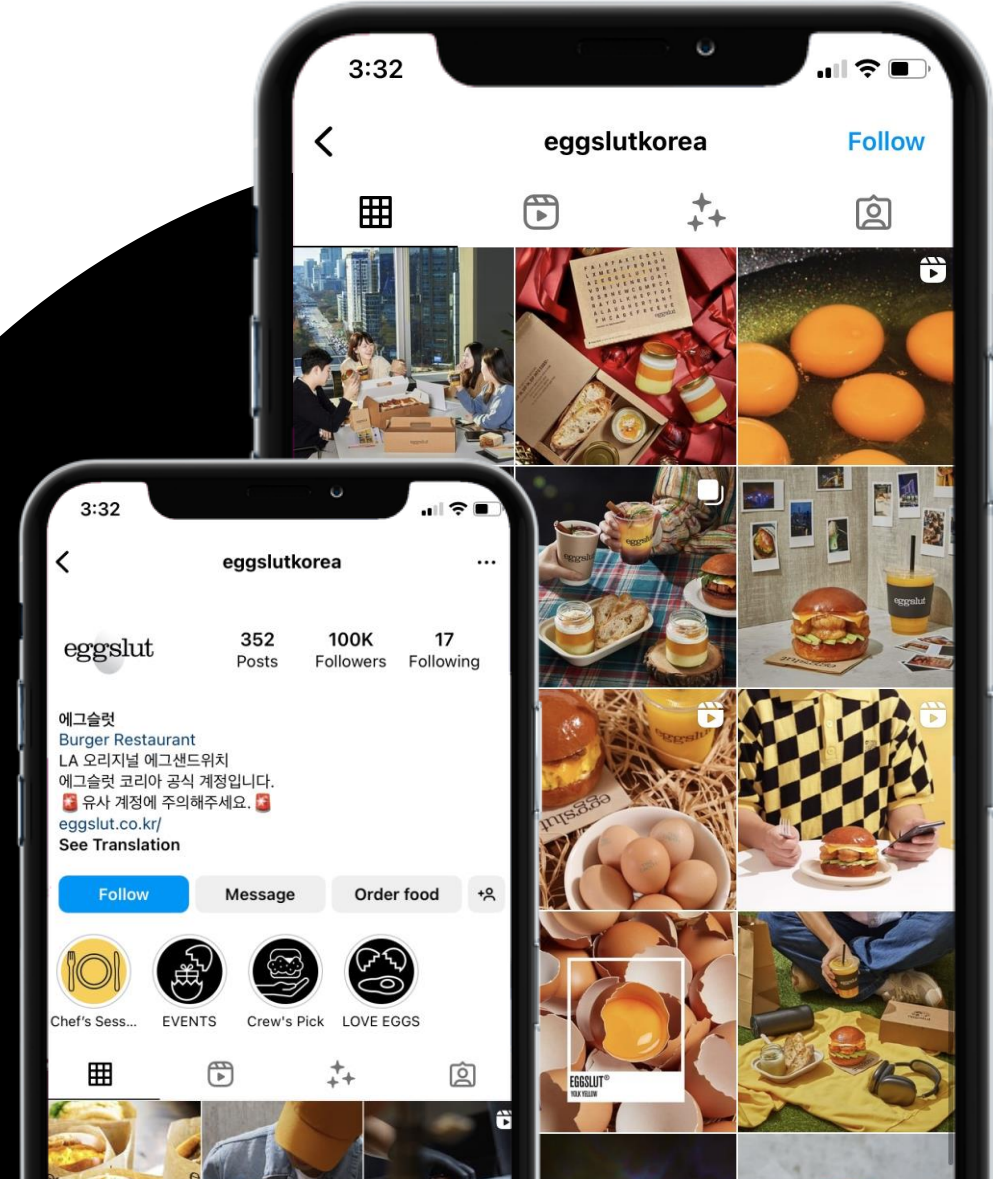 3:32
eggslutkorea
Follow
eggslut
eggslut
eggslut
eggslut
EGGSLUT®
YOLK YELLOW
3:32
eggslutkorea
eggslut
352
100K
17
Posts
Followers
Following
에그슬럿
Burger Restaurant
LA 오리지널 에그샌드위치
에그슬럿 코리아 공식 계정입니다.
🚨 유사 계정에 주의해주세요. 🚨
eggslut.co.kr/
See Translation
Follow
Message
Order food
Chef's Sess...
EVENTS
Crew's Pick
LOVE EGGS